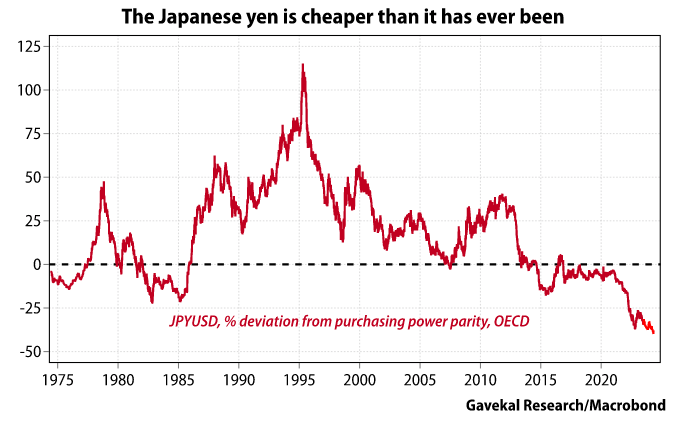 The Japanese yen is cheaper than it has ever been
125
100
75
50
25
0
-25
-50
JPYUSD, % deviation from purchasing power parity, OECD
1975 1980 1985 1990 1995 2000 2005 2010 2015 2020
Gavekal Research/Macrobond